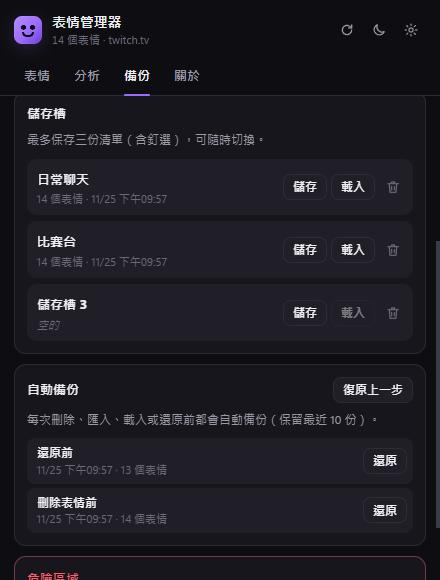 表情管理器
14 個表情 · twitch.tv
表情 分析 備份 關於
儲存槽
最多保存三份清單（含釘選），可隨時切換。
日常聊天
14 個表情 · 11/25 下午09:57
儲存 載入
比賽台
14 個表情 · 11/25 下午09:57
儲存 載入
儲存槽 3
空的
儲存 載入
自動備份
復原上一步
每次刪除、匯入、載入或還原前都會自動備份（保留最近 10 份）。
還原前
11/25 下午09:57 · 13 個表情
還原
刪除表情前
11/25 下午09:57 · 14 個表情
還原
危險區域